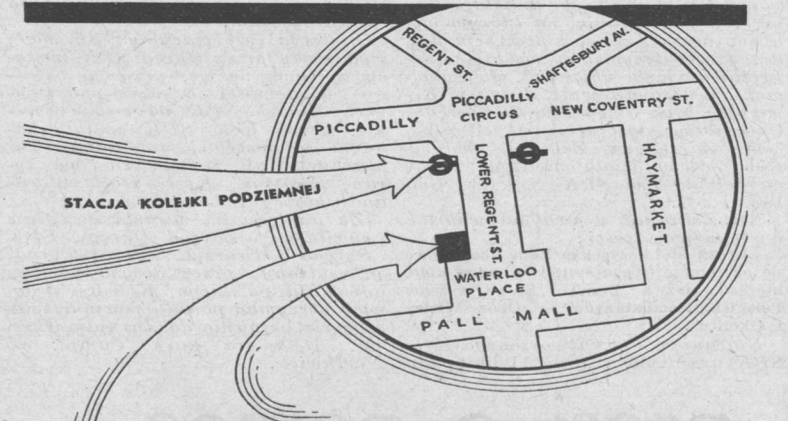 REGENT ST.
SHAFTESBURY AV.
PICCADILLY
CIRCUS
NEW COVENTRY ST.
PICCADILLY
LOWER REGENT ST.
HAYMARKET
STACJA KOLEJKI PODZIEMNEJ
WATERLOO
PLACE
PALL MALL